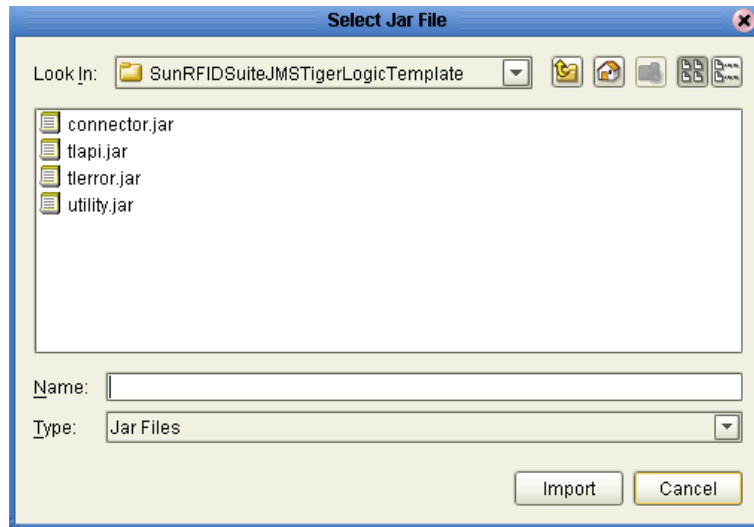 Select Jar File
Look In: SunRFIDSuiteJMSTigerLogicTemplate
connector.jar
tlapi.jar
tlerror.jar
utility.jar
Name:
Type: Jar Files
Import Cancel